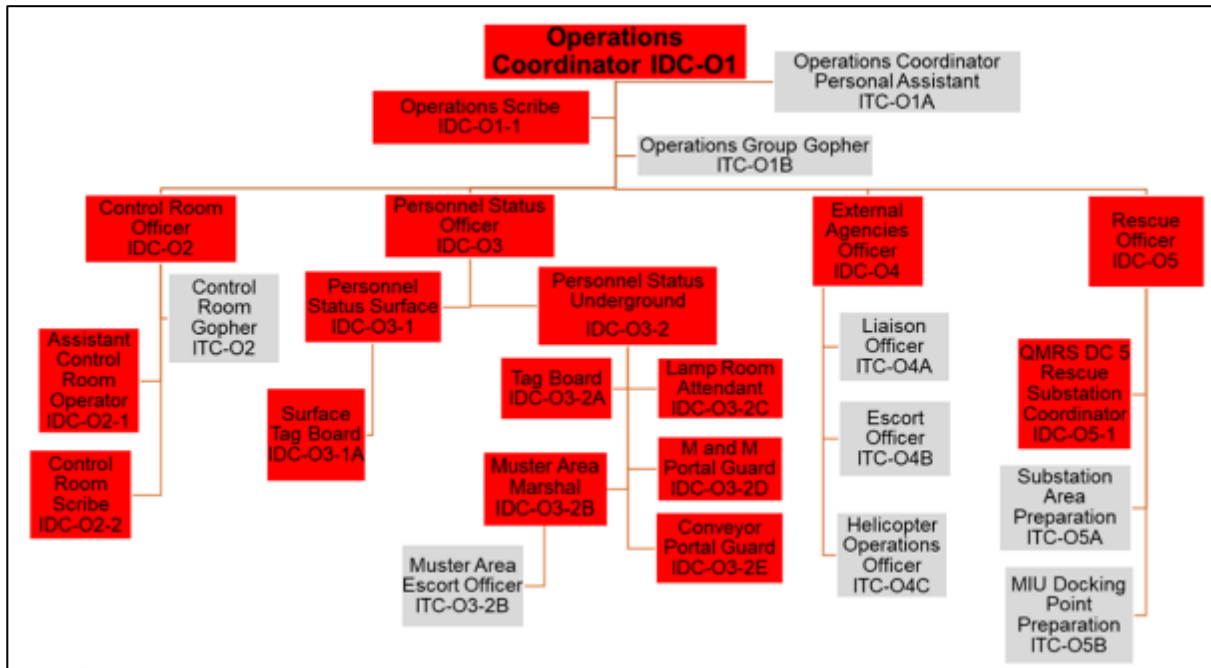 Operations
Coordinator IDC-O1
Operations Coordinator
Personal Assistant
ITC-O1A
Operations Scribe
IDC-O1-1
Operations Group Gopher
ITC-O1B
Control Room
Officer
IDC-O2
Personnel Status
Officer
IDC-O3
External
Agencies
Officer
IDC-O4
Rescue
Officer
IDC-O5
Control
Room
Gopher
ITC-O2
Assistant
Control
Room
Operator
IDC-O2-1
Control
Room
Scribe
IDC-O2-2
Personnel
Status Surface
IDC-O3-1
Surface
Tag Board
IDC-O3-1A
Personnel Status
Underground
IDC-O3-2
Tag Board
IDC-O3-2A
Lamp Room
Attendant
IDC-O3-2C
Muster Area
Marshal
IDC-O3-2B
M and M
Portal Guard
IDC-O3-2D
Conveyor
Portal Guard
IDC-O3-2E
Muster Area
Escort Officer
ITC-O3-2B
Liaison
Officer
ITC-O4A
Escort
Officer
ITC-O4B
Helicopter
Operations
Officer
ITC-O4C
QMRS DC 5
Rescue
Substation
Coordinator
IDC-O5-1
Substation
Area
Preparation
ITC-O5A
MIU Docking
Point
Preparation
ITC-O5B